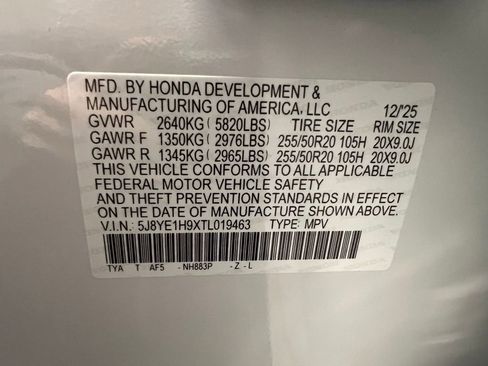 MFD. BY HONDA DEVELOPMENT &
MANUFACTURING OF AMERICA, LLC 12/'25
GVWR 2640KG( 5820LBS) TIRE SIZE RIM SIZE
GAWR F 1350KG( 2976LBS) 255/50R20 105H 20X9.0J
GAWR R 1345KG( 2965LBS) 255/50R20 105H 20X9.0J
THIS VEHICLE CONFORMS TO ALL APPLICABLE
FEDERAL MOTOR VEHICLE SAFETY
AND THEFT PREVENTION STANDARDS IN EFFECT
ON THE DATE OF MANUFACTURE SHOWN ABOVE.
V.I.N.: 5J8YE1H9XTL019463 TYPE: MPV
TYA T AF5 - NH883P - Z - L